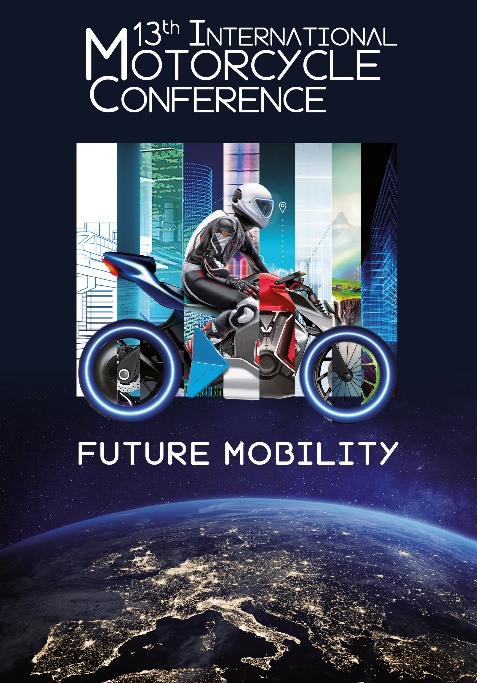 13th INTERNATIONAL
MOTORCYCLE
CONFERENCE
FUTURE MOBILITY